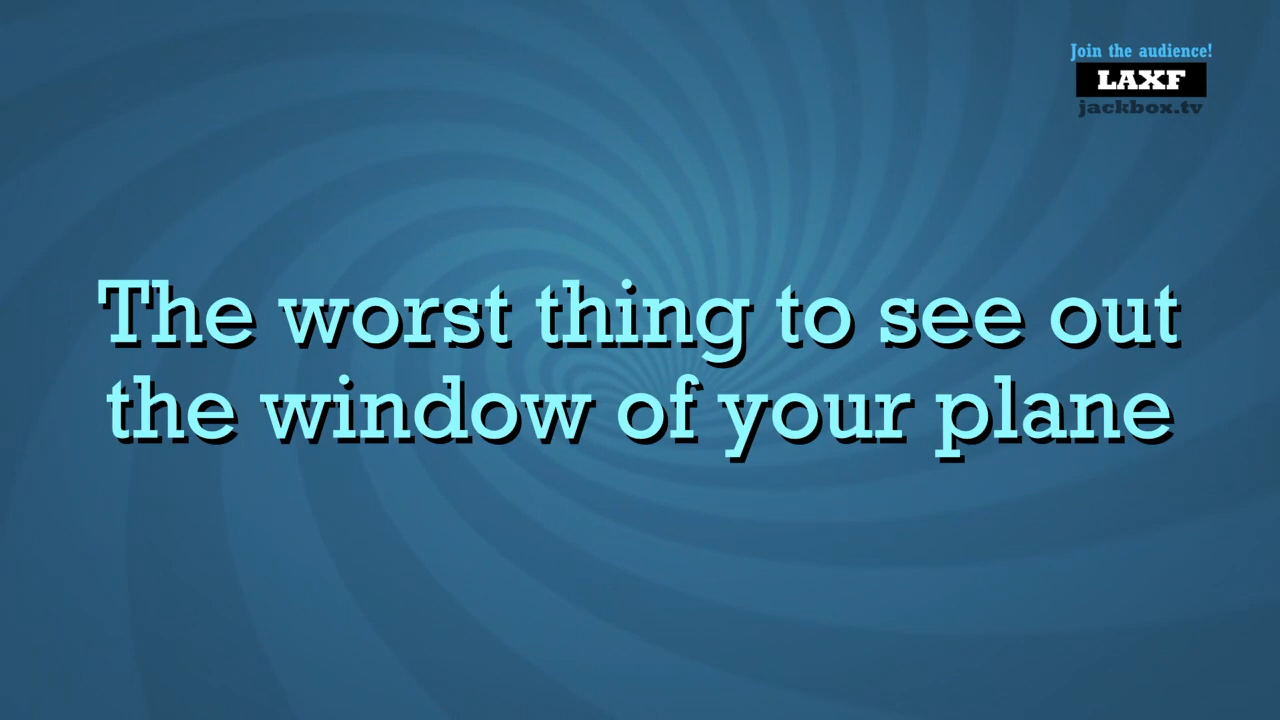 Join the audience!
LAXF
jackbox.tv
The worst thing to see out
the window of your plane